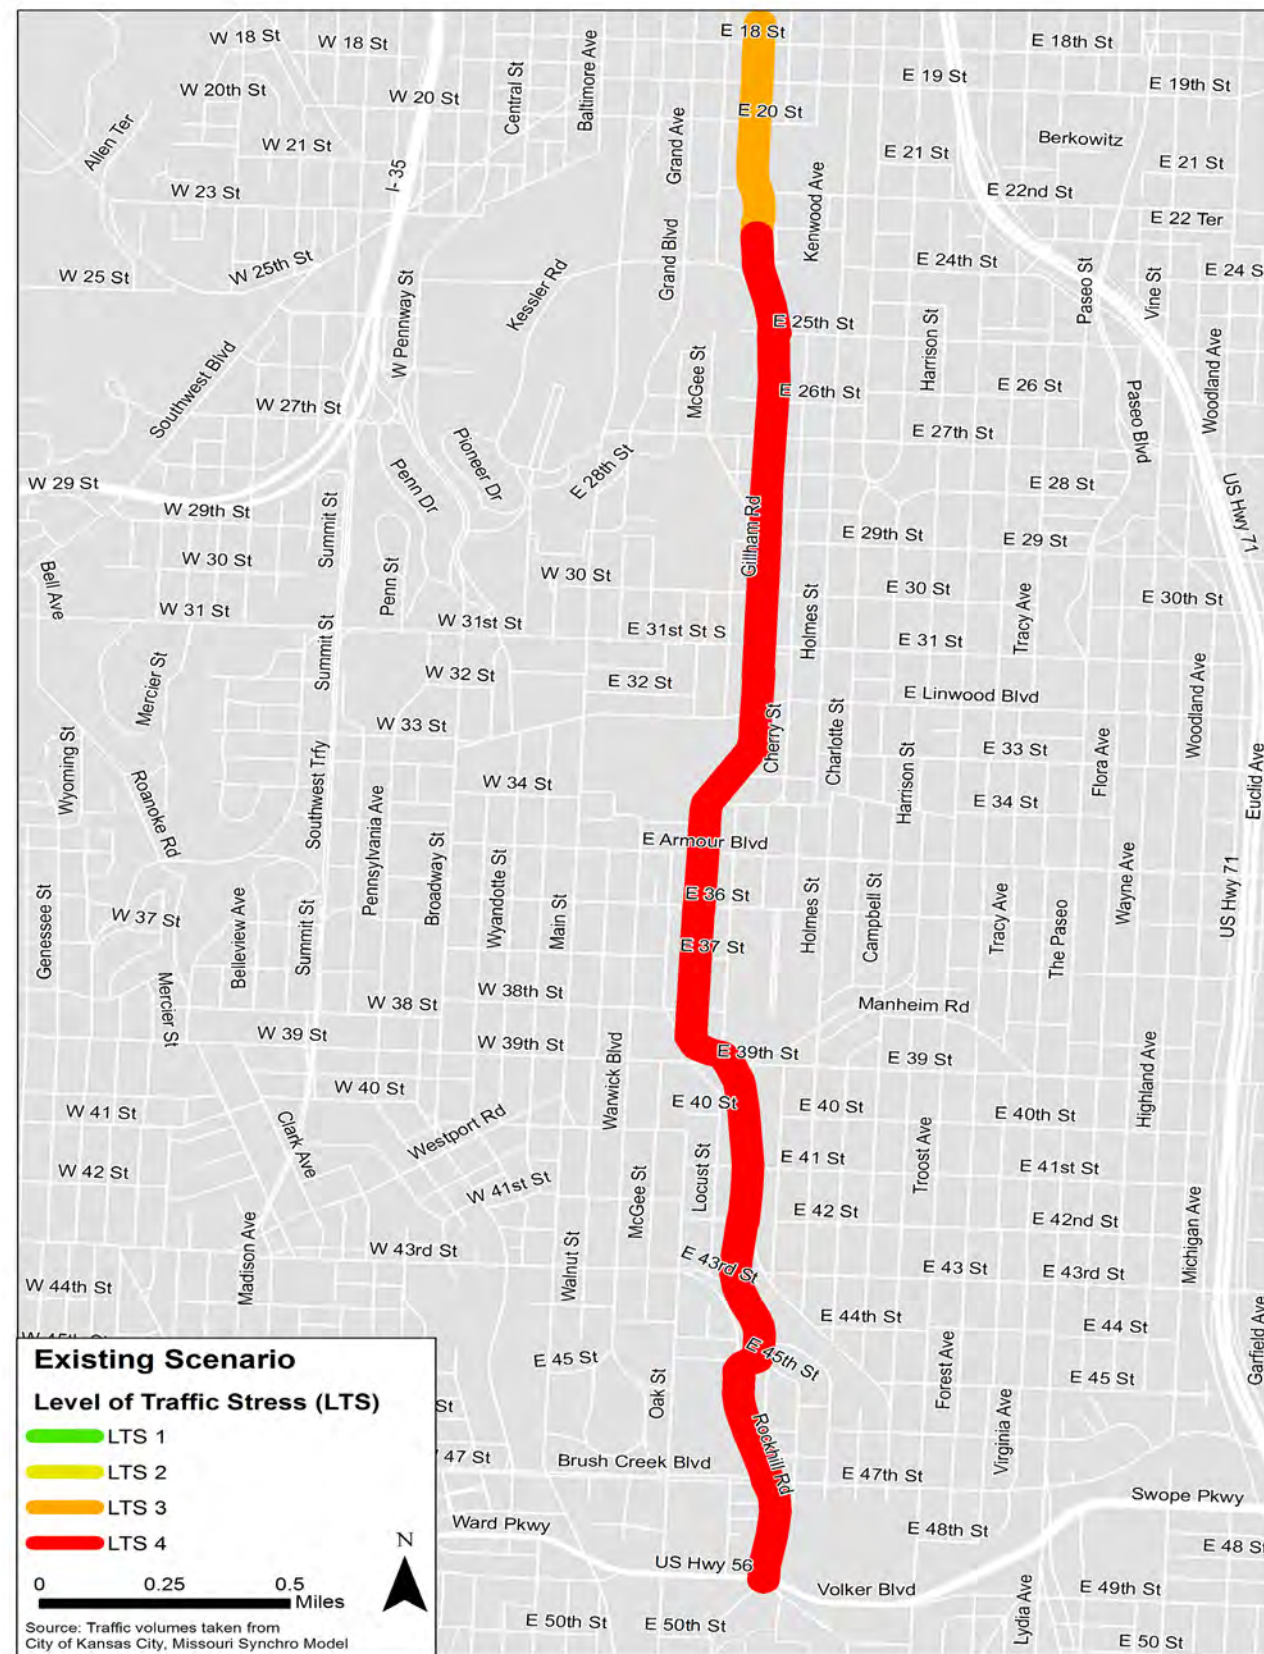 W 18 St
W 18 St
Central St
Baltimore Ave
E 18 St
E 18th St
W 20th St
W 20 St
E 19 St
E 19th St
E 20 St
Allen Ter
W 21 St
Grand Ave
E 21 St
Berkowitz
E 21 St
I-35
W 23 St
Kenwood Ave
E 22nd St
E 22 Ter
W 25 St
W 25th St
W Pennway St
Kessler Rd
Grand Blvd
E 24th St
Paseo St
Vine St
E 24 S
E 25th St
Southwest Blvd
McGee St
Harrison St
Woodland Ave
W 27th St
E 26th St
E 26 St
Paseo Blvd
Pioneer Dr
E 27th St
Penn Dr
E 28th St
E 28 St
W 29 St
W 29th St
Summit St
Gillham Rd
E 29th St
E 29 St
US Hwy 71
W 30 St
Bell Ave
Penn St
W 30 St
E 30 St
E 30th St
W 31 St
W 31st St
E 31st St S
Holmes St
E 31 St
Tracy Ave
Summit St
Mercier St
W 32 St
E 32 St
E Linwood Blvd
Woodland Ave
W 33 St
Cherry St
Charlotte St
E 33 St
Flora Ave
Wyoming St
Roanoke Rd
Southwest Trfy
Pennsylvania Ave
W 34 St
Harrison St
E 34 St
Euclid Ave
E Armour Blvd
Broadway St
Wyandotte St
Main St
E 36 St
Holmes St
Campbell St
Tracy Ave
The Paseo
Wayne Ave
US Hwy 71
Genessee St
W 37 St
Belleview Ave
Summit St
E 37 St
Mercier St
W 38 St
W 38th St
Manheim Rd
W 39 St
W 39th St
Warwick Blvd
E 39th St
E 39 St
Highland Ave
W 40 St
W 41 St
Clark Ave
Westport Rd
E 40 St
E 40 St
E 40th St
W 42 St
W 41st St
McGee St
Locust St
E 41 St
Troost Ave
E 41st St
E 42 St
E 42nd St
Madison Ave
W 43rd St
Walnut St
E 43rd St
E 43 St
E 43rd St
Michigan Ave
W 44th St
E 44th St
E 44 St
Garfield Ave
W 45th St
E 45 St
Oak St
E 45th St
Forest Ave
E 45 St
St
Rockhill Rd
Virginia Ave
47 St
Brush Creek Blvd
E 47th St
Swope Pkwy
Ward Pkwy
E 48th St
E 48 St
US Hwy 56
Volker Blvd
Lydia Ave
E 49th St
E 50th St
E 50th St
E 50 St
Existing Scenario
Level of Traffic Stress (LTS)
LTS 1
LTS 2
LTS 3
LTS 4
N
0 0.25 0.5
Miles
Source: Traffic volumes taken from
City of Kansas City, Missouri Synchro Model